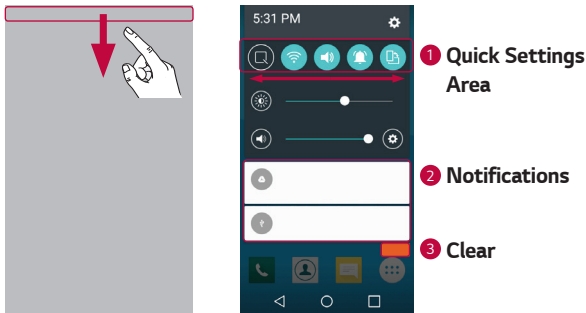 5:31 PM
1 Quick Settings
Area
2 Notifications
3 Clear